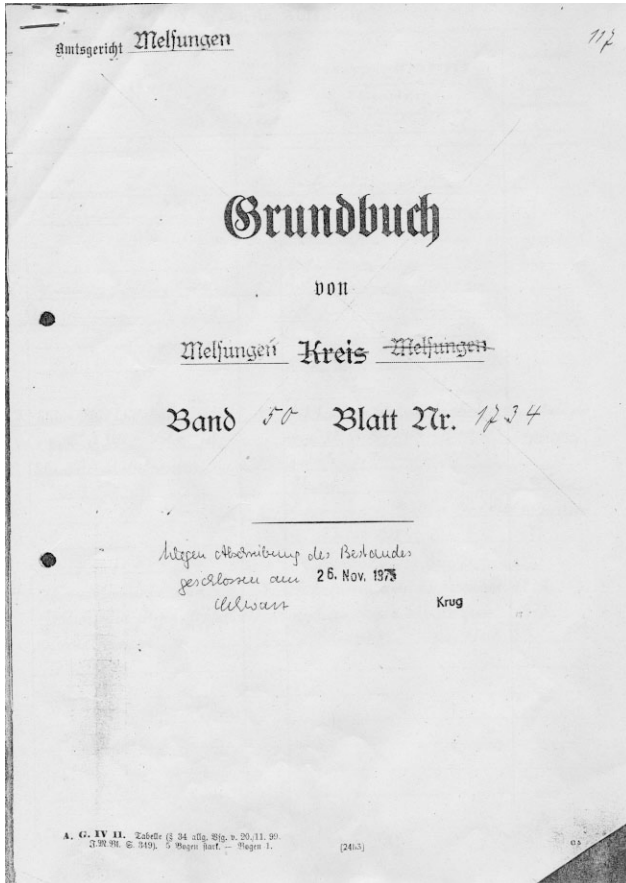 Amtsgericht Melsungen
117
Grundbuch
von
Melsungen Kreis Melsungen
Band 50 Blatt Nr. 1734
Wegen Abschreibung des Bestandes
geschlossen am 26. Nov. 1975
Krug
A. G. IV 11. Tabelle (§ 34 allg. Vfg. v. 20./11. 99.
J.M.Bl. S. 349). 5 Bogen stark. — Bogen 1.